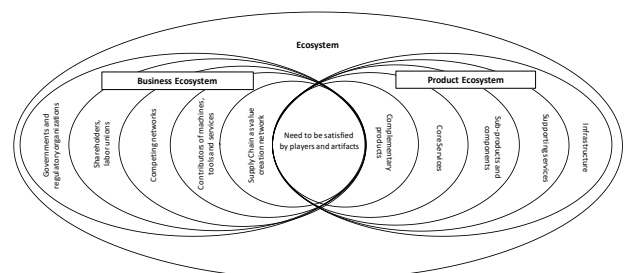 Ecosystem
Business Ecosystem
Product Ecosystem
Governments and
regulatory organizations
Shareholders,
labor unions
Competing networks
Contributors of machines,
tools and services
Supply Chain as value
creation network
Need to be satisfied
by players and artifacts
Complementary
products
Core Services
Sub-products and
components
Supporting services
Infrastructure